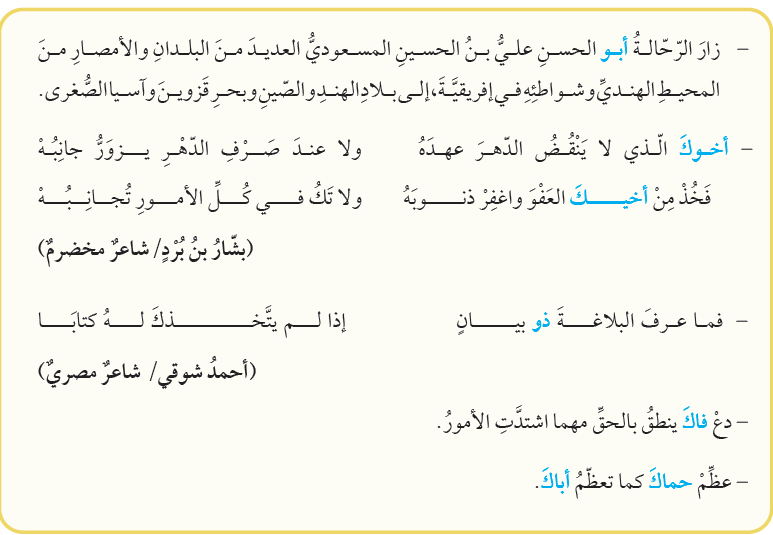 – زارَ الرّحّالةُ أبو الحسنِ عليُّ بنُ الحسينِ المسعوديُّ العديدَ منَ البلدانِ والأمصارِ منَ
المحيطِ الهنديِّ وشواطئِهِ في إفريقيَّةَ، إلى بلادِ الهندِ والصّينِ وبحرِ قزوينَ وآسيا الصُّغرى.
– أخوكَ الّذي لا يَنْقُضُ الدّهرَ عهدَهُ ولا عندَ صَرْفِ الدّهْرِ يزورُّ جانِبُهْ
فَخُذْ مِنْ أخيكَ العَفْوَ واغفِرْ ذنوبَهُ ولا تَكُ في كُلِّ الأمورِ تُجانِبُهْ
(بشّارُ بنُ بُرْدٍ/ شاعرٌ مخضرمٌ)
– فما عرفَ البلاغةَ ذو بيانٍ إذا لم يتَّخذكَ لهُ كتابَا
(أحمدُ شوقي/ شاعرٌ مصريٌّ)
– دعْ فاكَ ينطقُ بالحقِّ مهما اشتدَّتِ الأمورُ.
– عظِّمْ حماكَ كما تعظّمُ أباكَ.